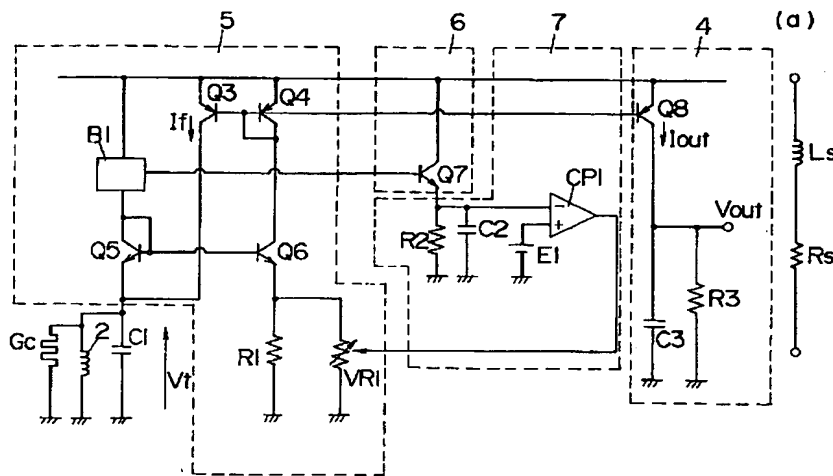 5
6
7
4
(a)
Q3
Q4
Q8
If
Iout
B1
Ls
Q7
CP1
Vout
Q5
Q6
R2
C2
E1
Rs
R3
Gc
2
C1
Vt
R1
VR1
C3